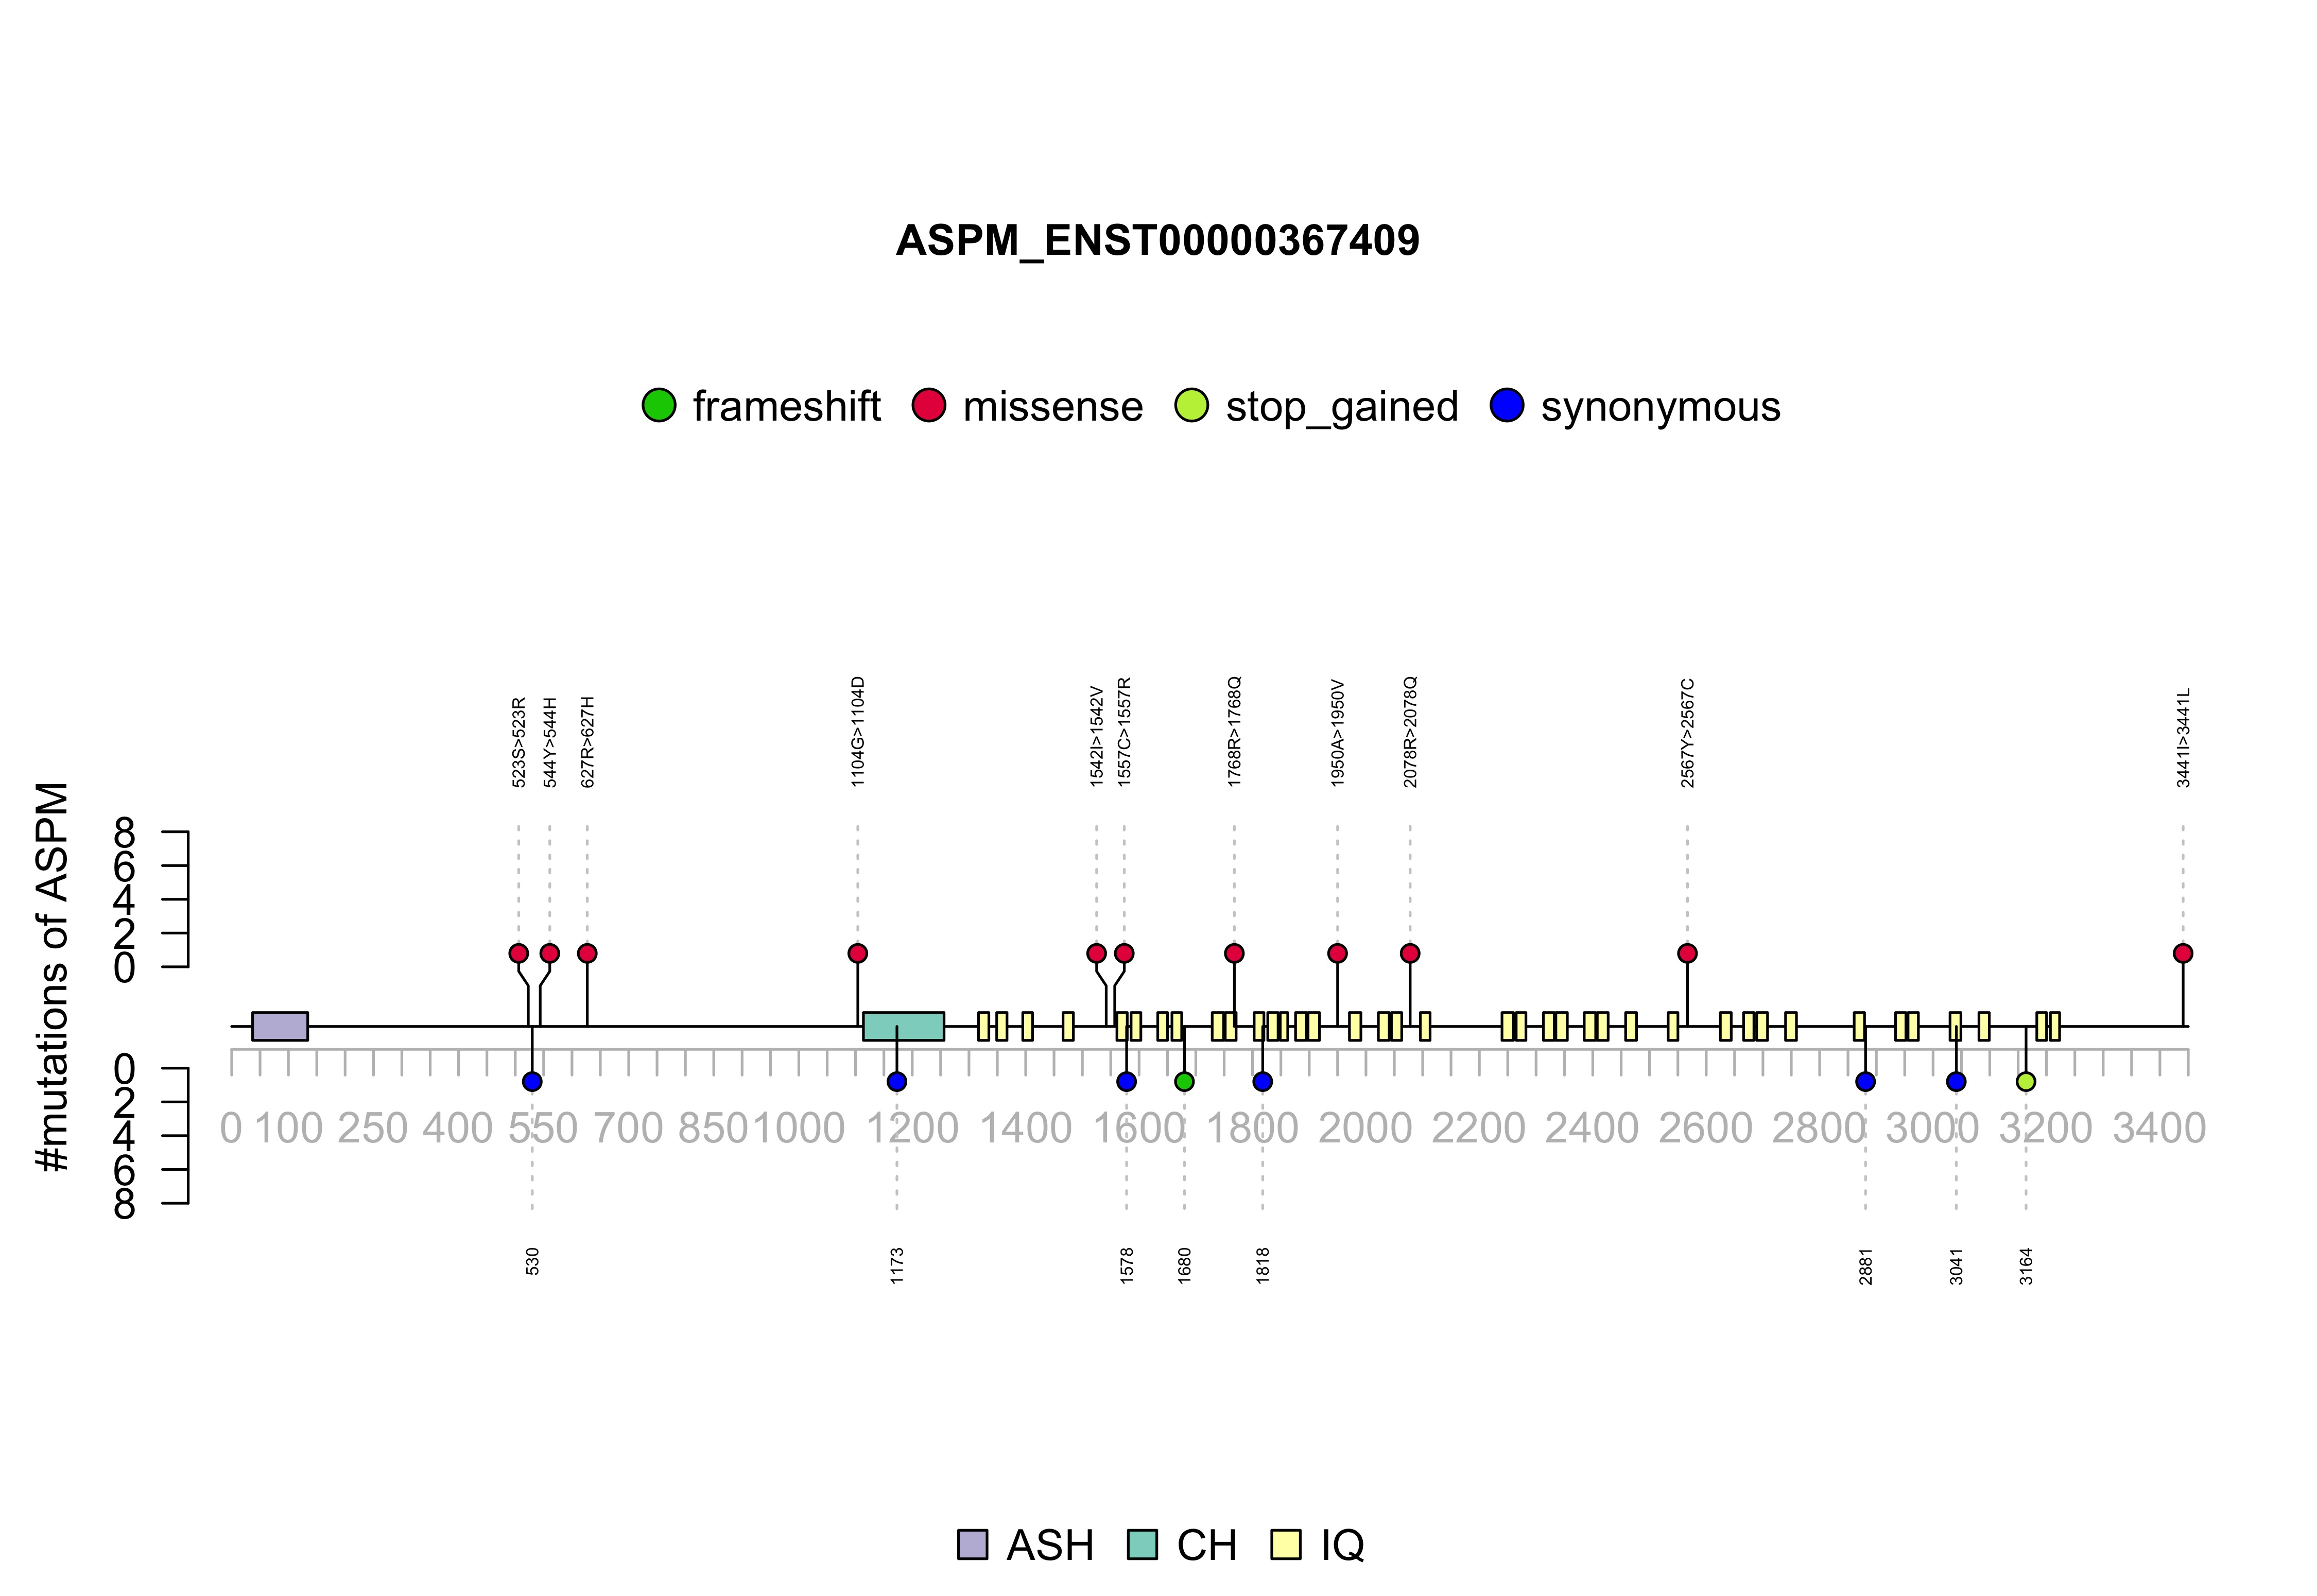 ASPM_ENST00000367409
frameshift missense stop_gained synonymous
523S>523R
544Y>544H
627R>627H
1104G>1104D
1542I>1542V
1557C>1557R
1768R>1768Q
1950A>1950V
2078R>2078Q
2567Y>2567C
3441I>3441L
#mutations of ASPM
8
6
4
2
0
0
2
4
6
8
0 100 250 400 550 700 850 1000 1200 1400 1600 1800 2000 2200 2400 2600 2800 3000 3200 3400
530
1173
1578
1680
1818
2881
3041
3164
ASH CH IQ